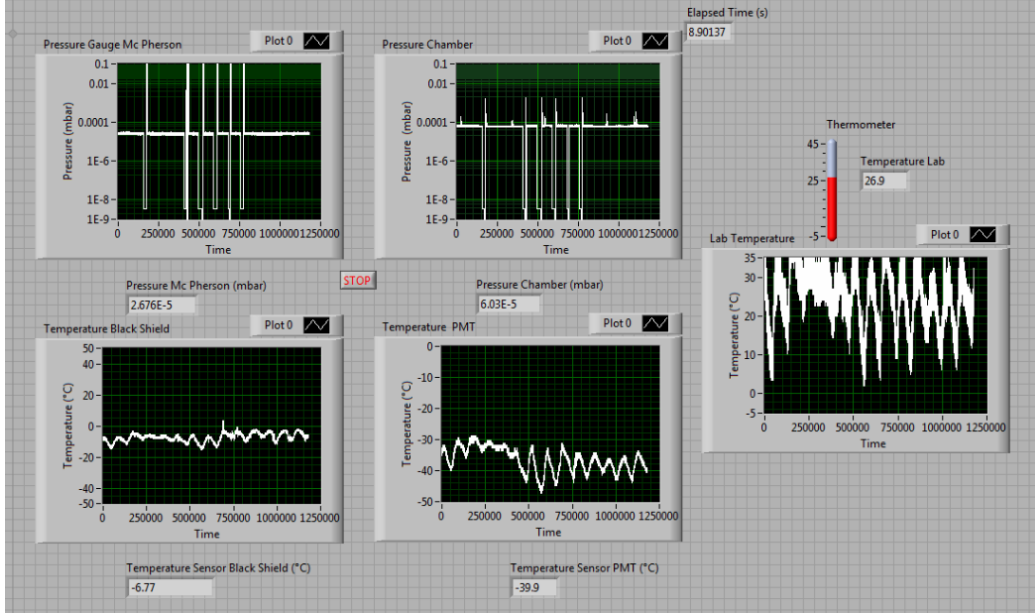 Elapsed Time (s)
8.90137
Pressure Gauge Mc Pherson
Plot 0
0.1
0.01
0.0001
1E-6
1E-8
1E-9
Pressure (mbar)
0 250000 500000 750000 1000000 1250000
Time
Pressure Mc Pherson (mbar)
2.676E-5
Pressure Chamber
Plot 0
0.1
0.01
0.0001
1E-6
1E-8
1E-9
Pressure (mbar)
0 250000 500000 750000 1000000 1250000
Time
Pressure Chamber (mbar)
6.03E-5
STOP
Thermometer
45
25
-5
Temperature Lab
26.9
Lab Temperature
Plot 0
35
30
20
10
0
-5
Temperature (°C)
0 250000 500000 750000 1000000 1250000
Time
Temperature Black Shield
Plot 0
50
40
20
0
-20
-40
-50
Temperature (°C)
0 250000 500000 750000 1000000 1250000
Time
Temperature Sensor Black Shield (°C)
-6.77
Temperature PMT
Plot 0
0
-10
-20
-30
-40
-50
Temperature (°C)
0 250000 500000 750000 1000000 1250000
Time
Temperature Sensor PMT (°C)
-39.9